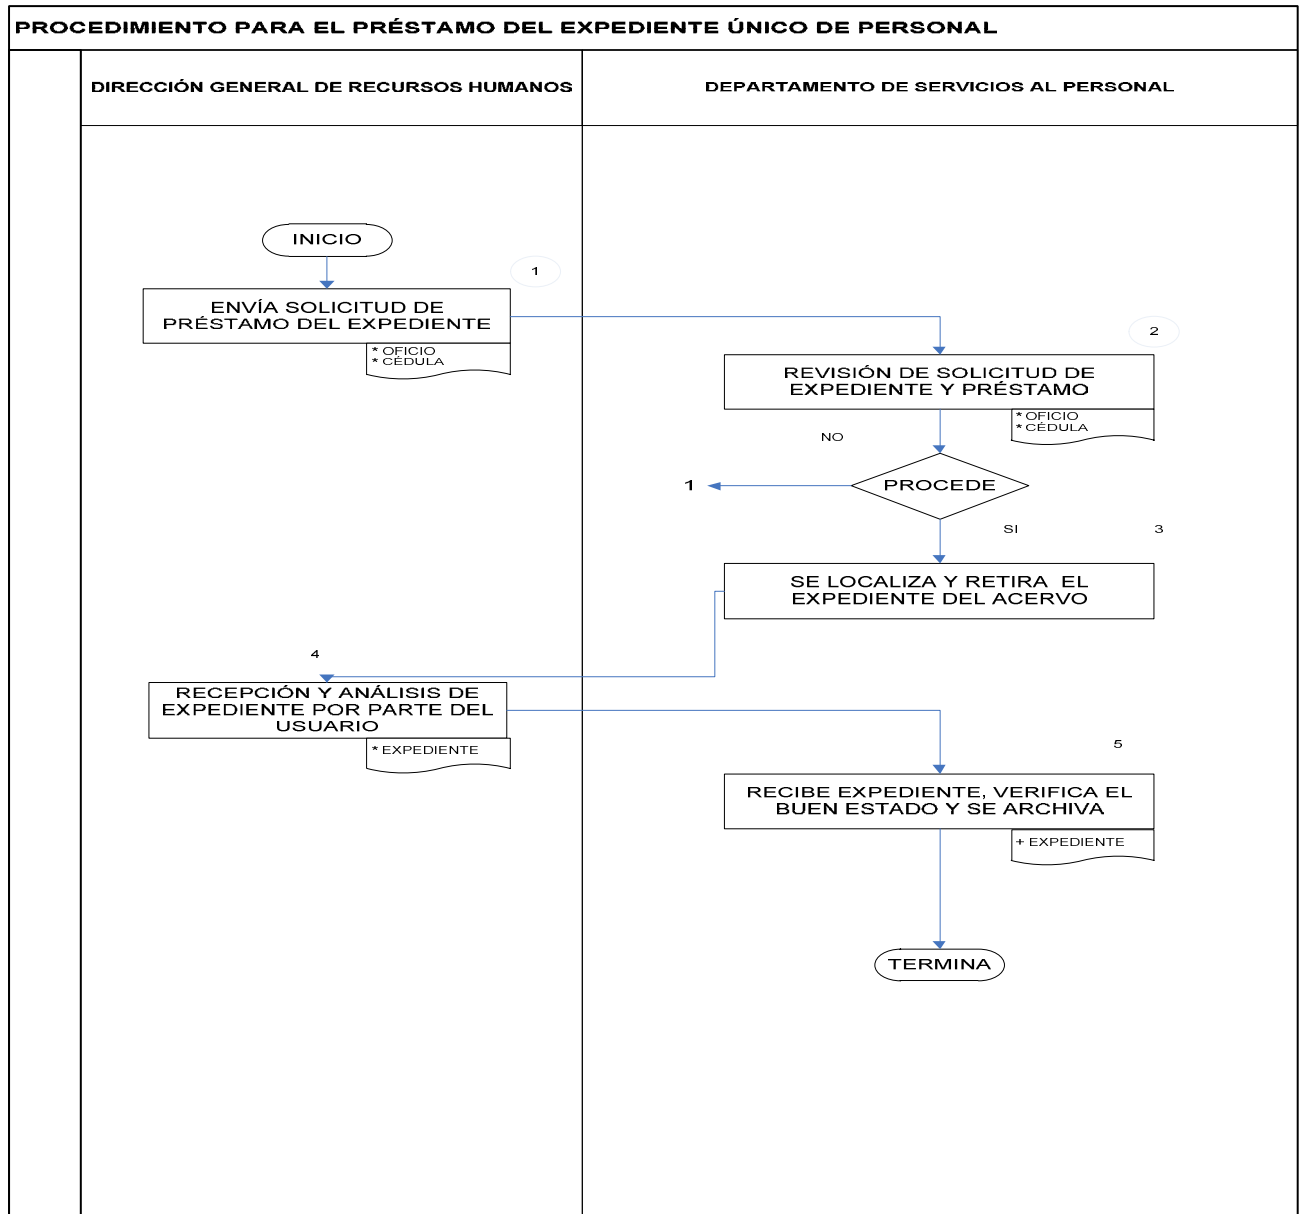 PROCEDIMIENTO PARA EL PRÉSTAMO DEL EXPEDIENTE ÚNICO DE PERSONAL
DIRECCIÓN GENERAL DE RECURSOS HUMANOS
DEPARTAMENTO DE SERVICIOS AL PERSONAL
INICIO
1
ENVÍA SOLICITUD DE
PRÉSTAMO DEL EXPEDIENTE
* OFICIO
* CÉDULA
2
REVISIÓN DE SOLICITUD DE
EXPEDIENTE Y PRÉSTAMO
* OFICIO
* CÉDULA
NO
PROCEDE
1
SI
3
SE LOCALIZA Y RETIRA EL
EXPEDIENTE DEL ACERVO
4
RECEPCIÓN Y ANÁLISIS DE
EXPEDIENTE POR PARTE DEL
USUARIO
* EXPEDIENTE
5
RECIBE EXPEDIENTE, VERIFICA EL
BUEN ESTADO Y SE ARCHIVA
+ EXPEDIENTE
TERMINA